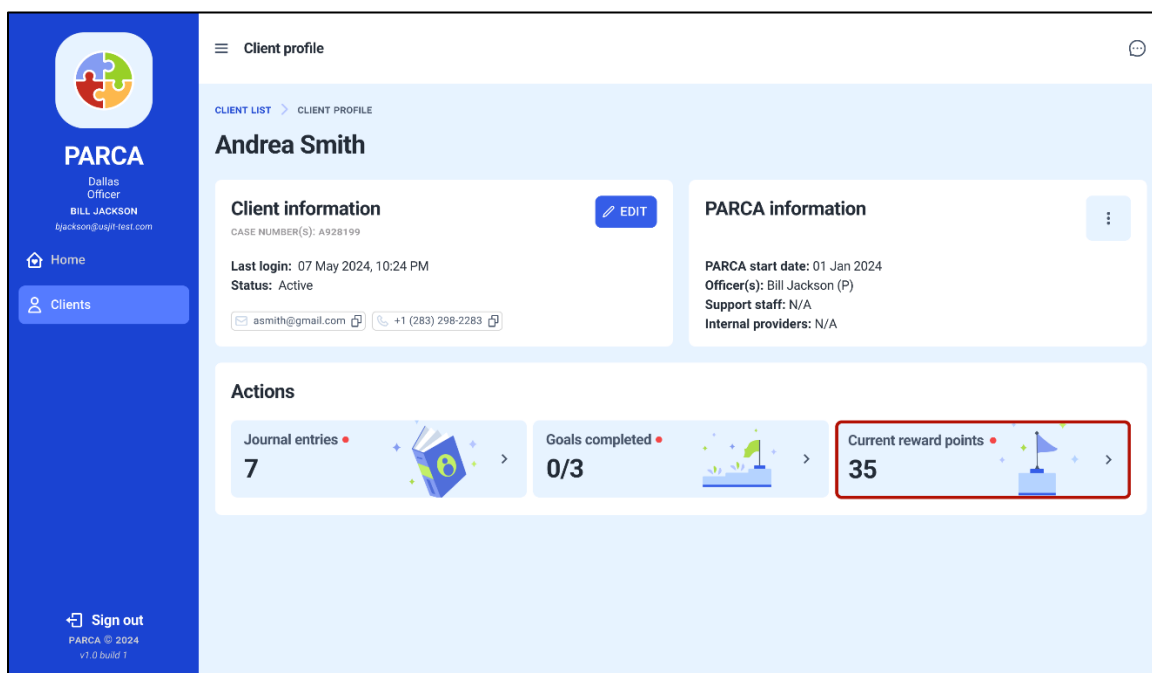 PARCA
Dallas
Officer
BILL JACKSON
bjackson@usjit-test.com
Home
Clients
Sign out
PARCA © 2024
v1.0 build 1
Client profile
CLIENT LIST > CLIENT PROFILE
Andrea Smith
Client information
EDIT
CASE NUMBER(S): A928199
Last login: 07 May 2024, 10:24 PM
Status: Active
asmith@gmail.com
+1 (283) 298-2283
PARCA information
PARCA start date: 01 Jan 2024
Officer(s): Bill Jackson (P)
Support staff: N/A
Internal providers: N/A
Actions
Journal entries
7
Goals completed
0/3
Current reward points
35